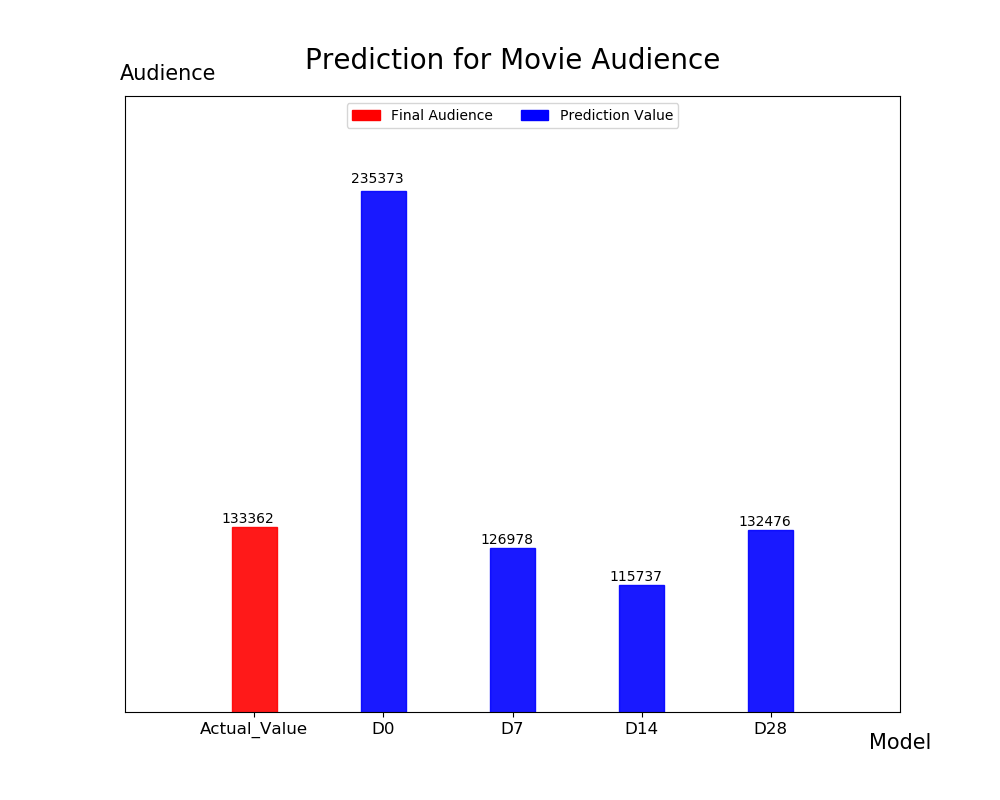 Prediction for Movie Audience
Audience
Final Audience Prediction Value
235373
133362
126978
115737
132476
Actual_Value D0 D7 D14 D28
Model